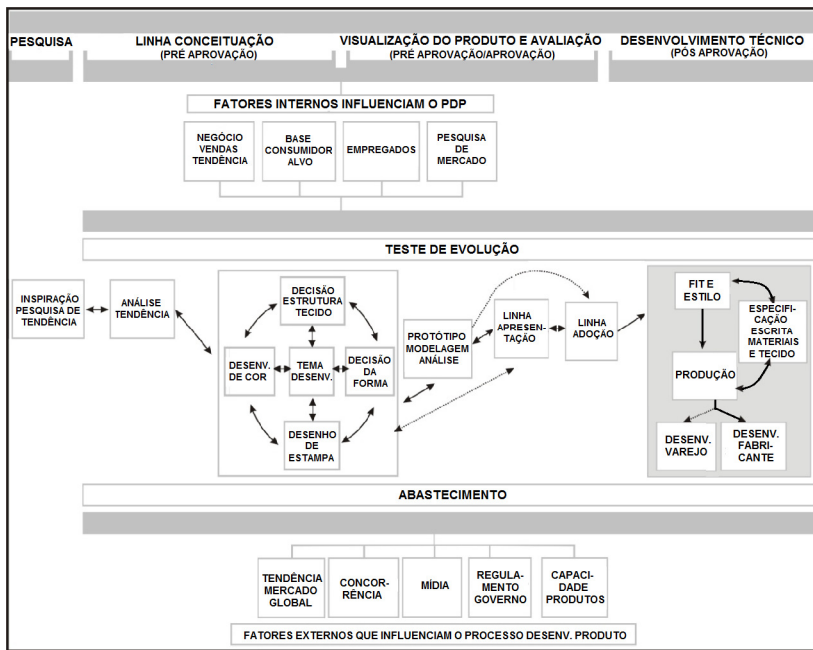 PESQUISA
LINHA CONCEITUAÇÃO
(PRÉ APROVAÇÃO)
VISUALIZAÇÃO DO PRODUTO E AVALIAÇÃO
(PRÉ APROVAÇÃO/APROVAÇÃO)
DESENVOLVIMENTO TÉCNICO
(PÓS APROVAÇÃO)
FATORES INTERNOS INFLUENCIAM O PDP
NEGÓCIO
VENDAS
TENDÊNCIA
BASE
CONSUMIDOR
ALVO
EMPREGADOS
PESQUISA
DE
MERCADO
TESTE DE EVOLUÇÃO
INSPIRAÇÃO
PESQUISA DE
TENDÊNCIA
ANÁLISE
TENDÊNCIA
DECISÃO
ESTRUTURA
TECIDO
DESENV.
DE COR
TEMA
DESENV.
DECISÃO
DA
FORMA
DESENHO
DE
ESTAMPA
PROTÓTIPO
MODELAGEM
ANÁLISE
LINHA
APRESEN-
TAÇÃO
LINHA
ADOÇÃO
FIT E
ESTILO
ESPECIFI-
CAÇÃO
ESCRITA
MATERIAIS
E TECIDO
PRODUÇÃO
DESENV.
VAREJO
DESENV.
FABRI-
CANTE
ABASTECIMENTO
TENDÊNCIA
MERCADO
GLOBAL
CONCOR-
RÊNCIA
MÍDIA
REGULA-
MENTO
GOVERNO
CAPACI-
DADE
PRODUTOS
FATORES EXTERNOS QUE INFLUENCIAM O PROCESSO DESENV. PRODUTO